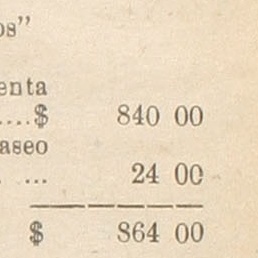 os”
enta
....$ 840 00
aseo
. ... 24 00
$ 864 00